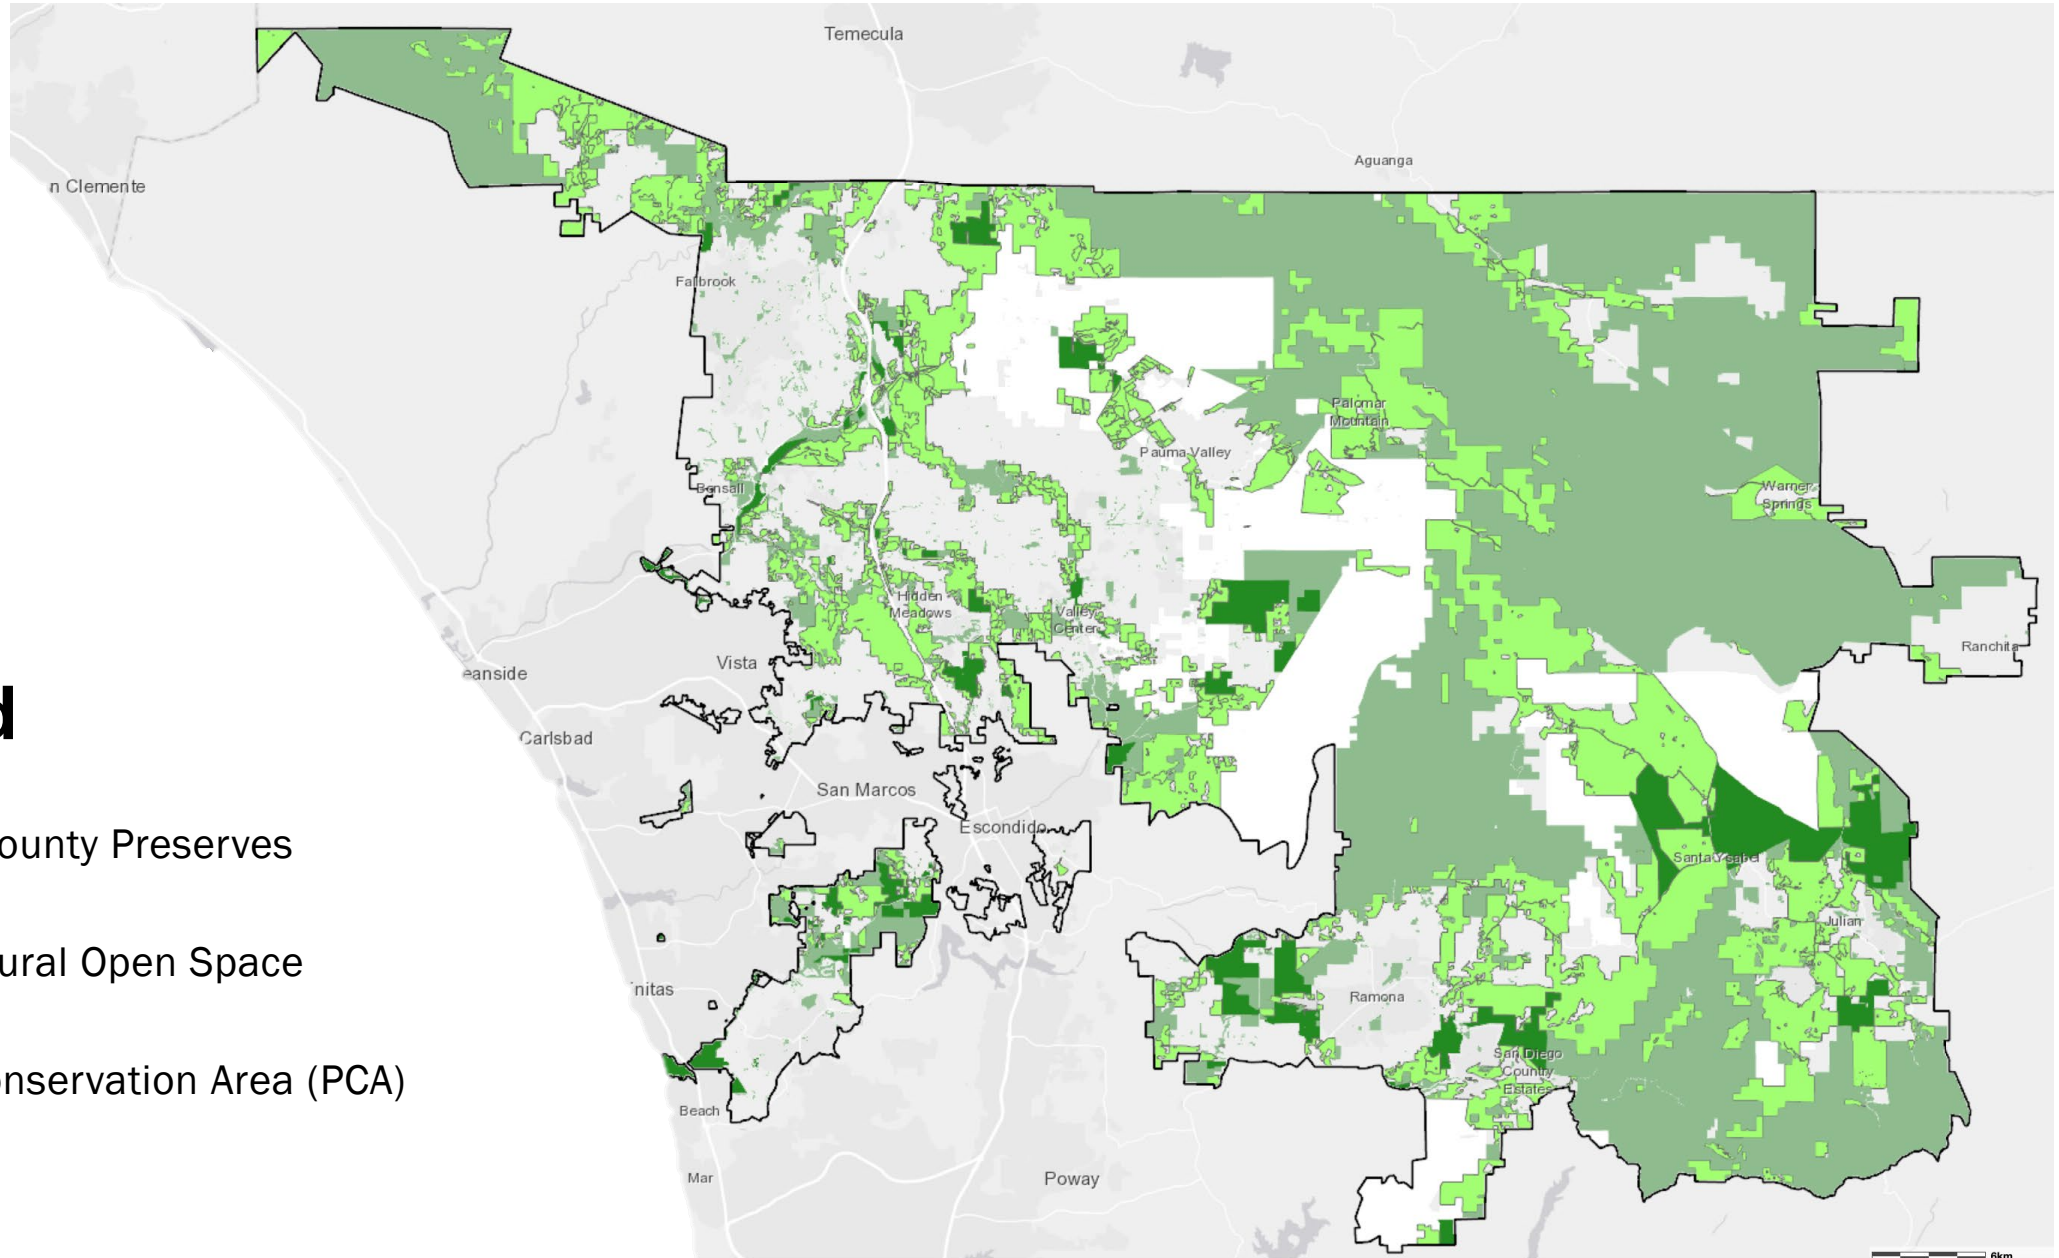 Temecula
Aguanga
n Clemente
Fallbrook
Palomar
Mountain
Pauma Valley
Bonsall
Warner
Springs
Hidden
Meadows
Valley
Center
Ranchita
Vista
eanside
d
Carlsbad
San Marcos
Escondido
ounty Preserves
Santa Ysabel
Julian
ural Open Space
nitas
Ramona
San Diego
Country
Estates
onservation Area (PCA)
Beach
Mar
Poway
6km